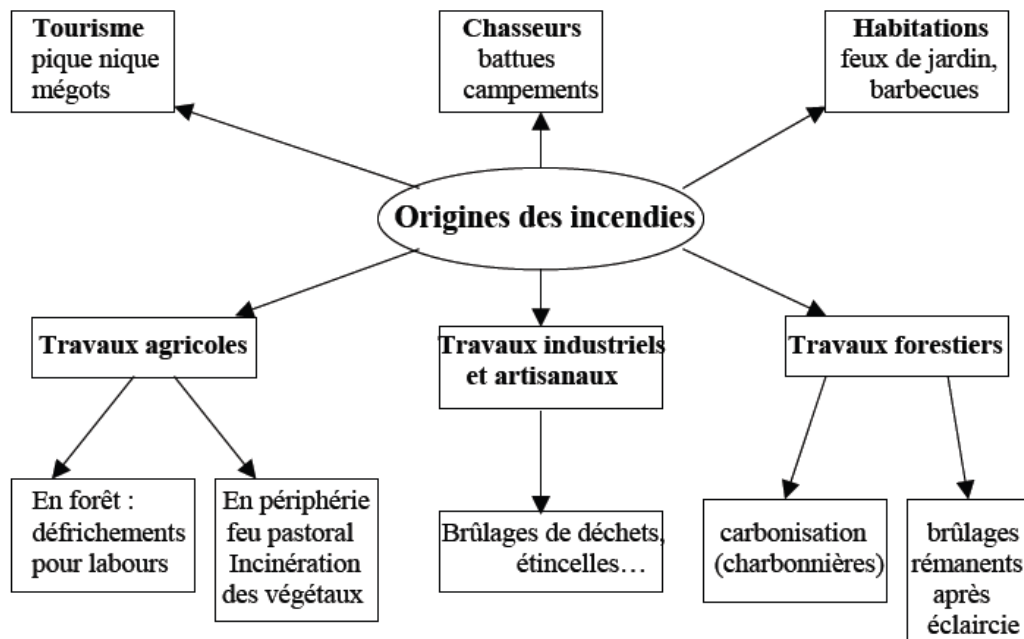 Tourisme
pique nique
mégots
Chasseurs
battues
campements
Habitations
feux de jardin,
barbecues
Origines des incendies
Travaux agricoles
Travaux industriels
et artisanaux
Travaux forestiers
En forêt :
défrichements
pour labours
En périphérie
feu pastoral
Incinération
des végétaux
Brûlages de déchets,
étincelles…
carbonisation
(charbonnières)
brûlages
rémanents
après
éclaircie